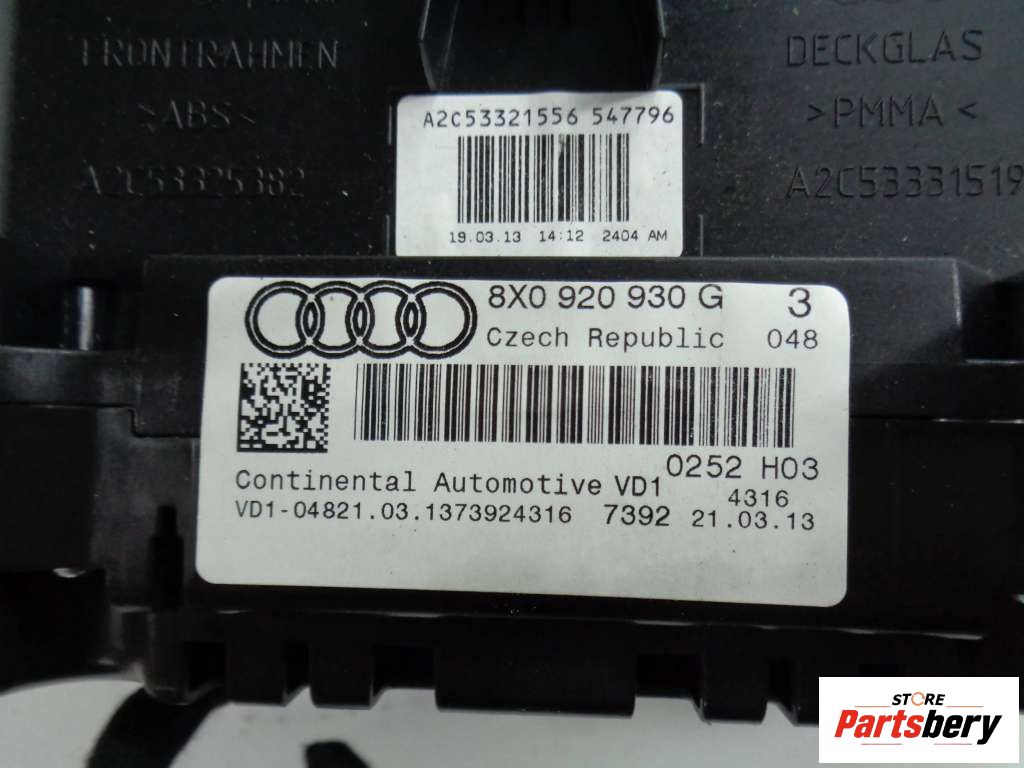 FRONTRAHMEN
>ABS<
A2C53325382
DECKGLAS
>PMMA<
A2C53331519
A2C53321556 547796
19.03.13 14:12 2404 AM
8X0 920 930 G 3
Czech Republic 048
0252 H03
Continental Automotive VD1 4316
VD1-04821.03.1373924316 7392 21.03.13
STORE
Partsbery